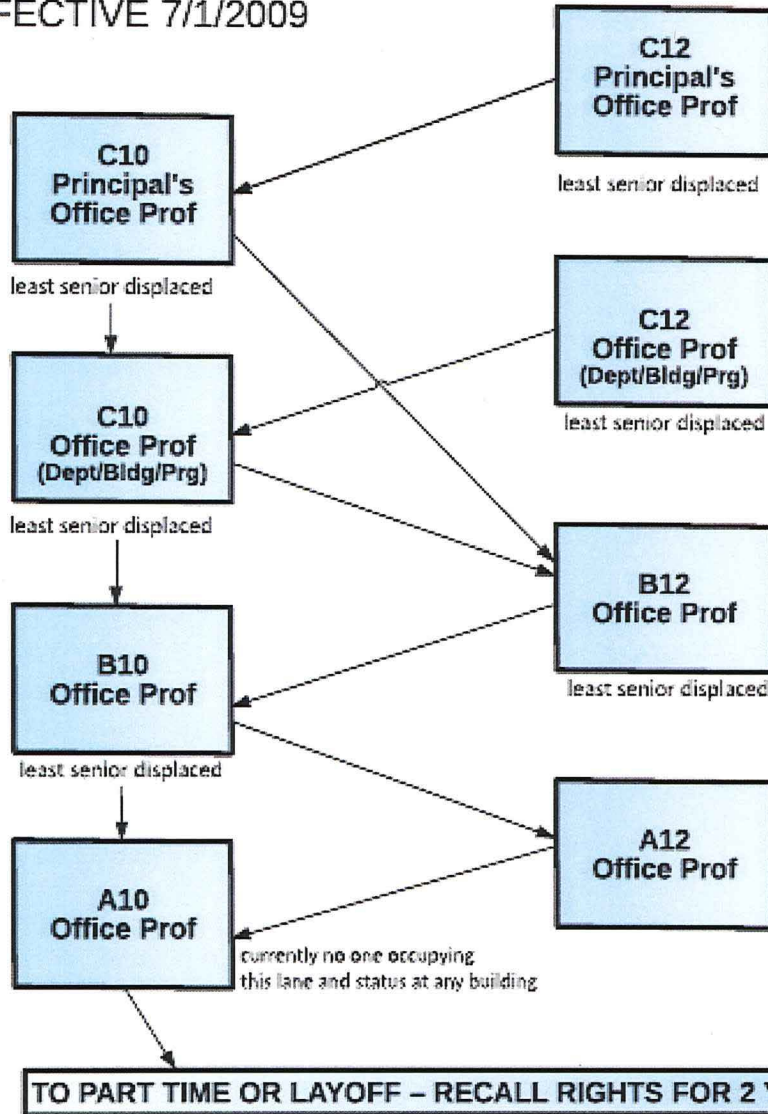 FECTIVE 7/1/2009
C12
Principal's
Office Prof
least senior displaced
C10
Principal's
Office Prof
least senior displaced
C12
Office Prof
(Dept/Bldg/Prg)
least senior displaced
C10
Office Prof
(Dept/Bldg/Prg)
least senior displaced
B12
Office Prof
least senior displaced
B10
Office Prof
least senior displaced
A12
Office Prof
A10
Office Prof
currently no one occupying
this lane and status at any building
TO PART TIME OR LAYOFF – RECALL RIGHTS FOR 2 Y